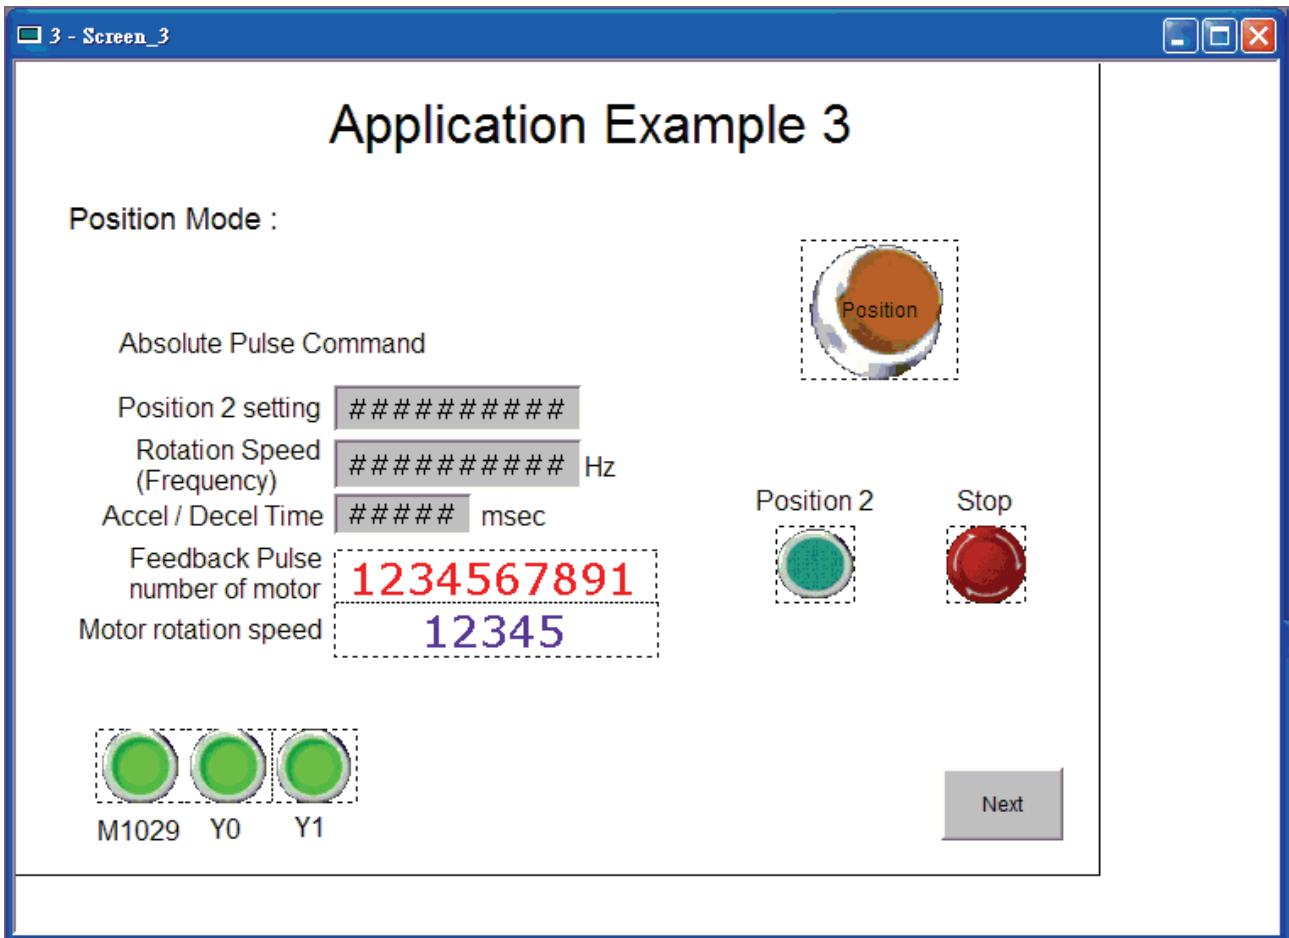 3 - Screen_3
Application Example 3
Position Mode :
Position
Absolute Pulse Command
Position 2 setting ##########
Rotation Speed
(Frequency) ########## Hz
Accel / Decel Time ##### msec
Position 2 Stop
Feedback Pulse
number of motor 1234567891
Motor rotation speed 12345
M1029 Y0 Y1
Next